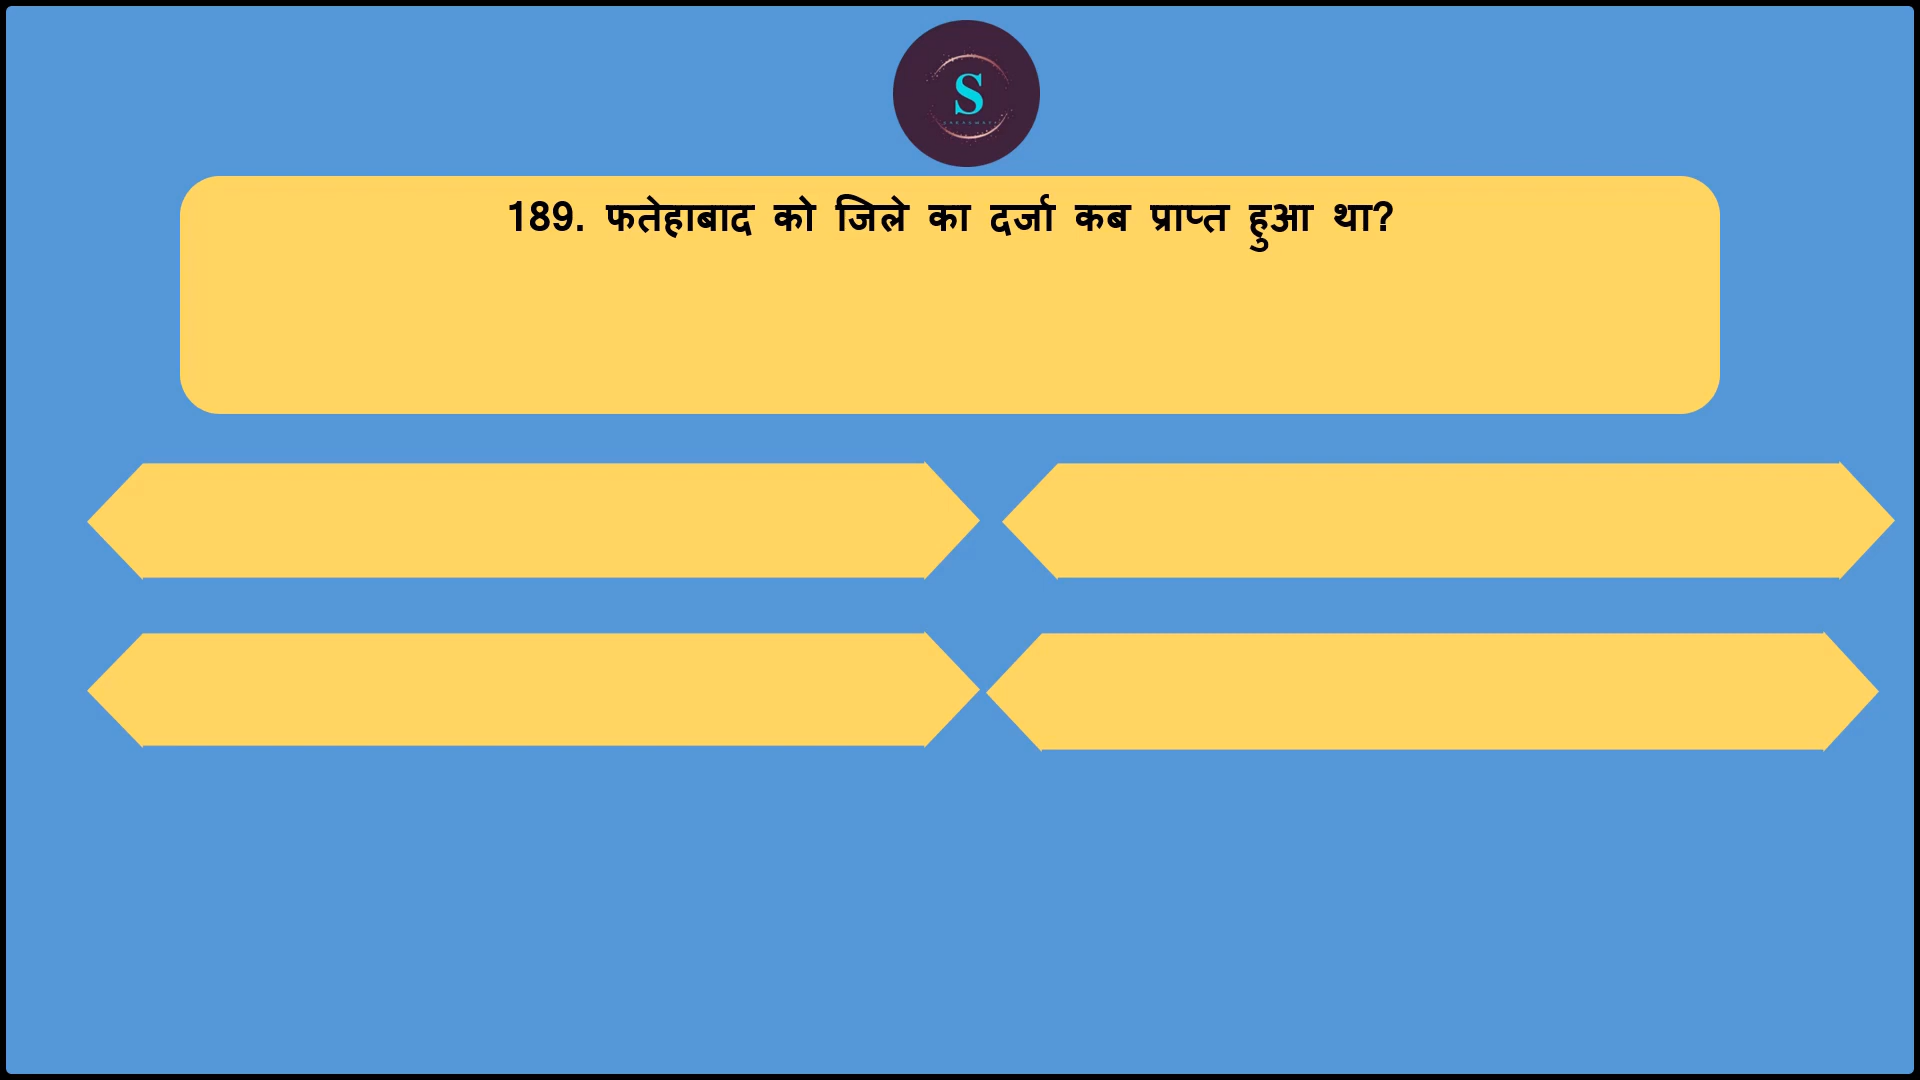 S
189. फतेहाबाद को जिले का दर्जा कब प्राप्त हुआ था?